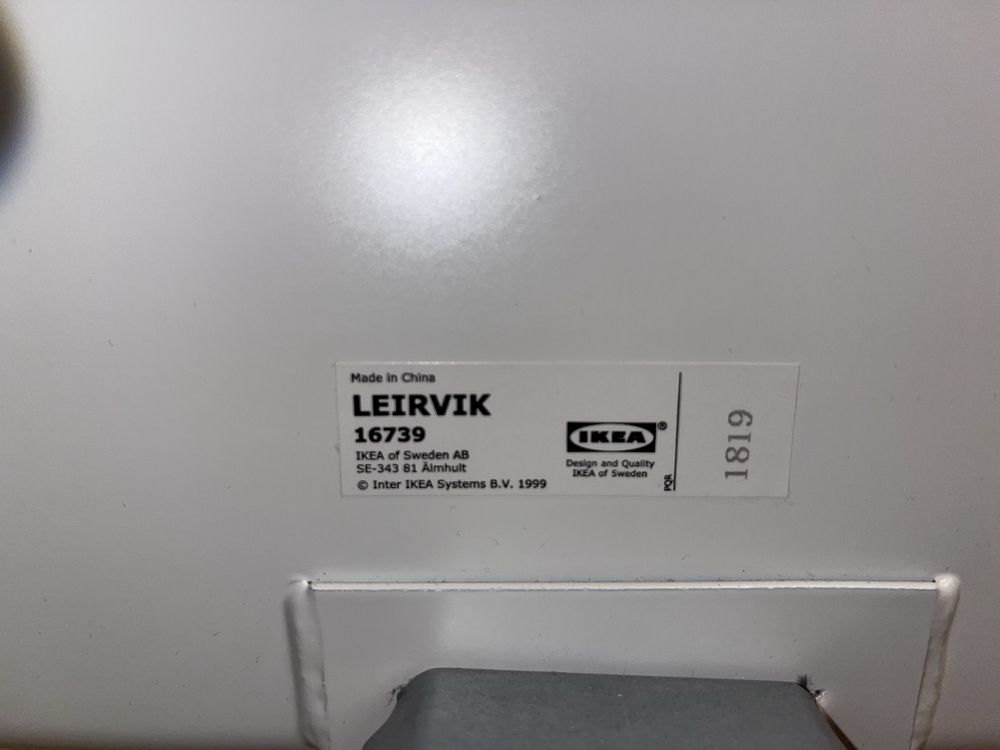 Made in China
LEIRVIK
16739
IKEA of Sweden AB
SE-343 81 Älmhult
© Inter IKEA Systems B.V. 1999
IKEA®
Design and Quality
IKEA of Sweden
PQR
1819